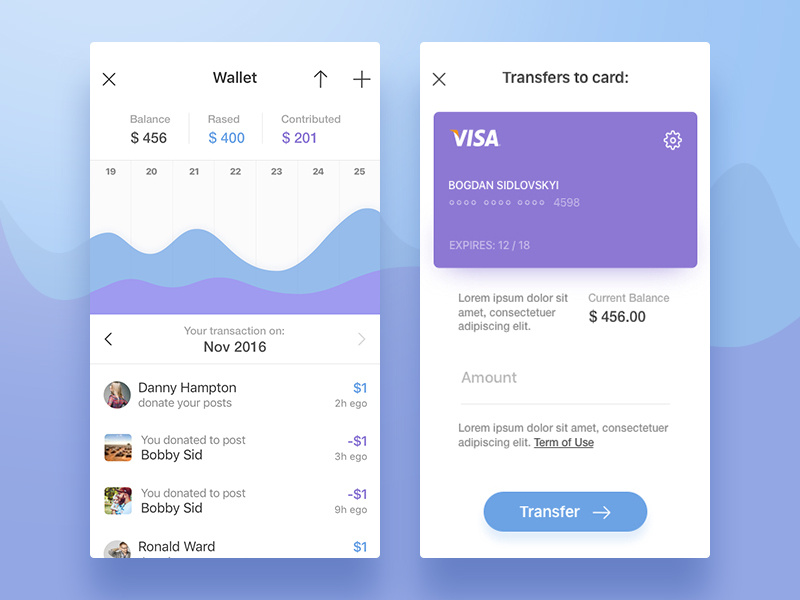 Wallet
Balance Rased Contributed
$ 456 $ 400 $ 201
19 20 21 22 23 24 25
Your transaction on:
Nov 2016
Danny Hampton $1
donate your posts 2h ego
You donated to post -$1
Bobby Sid 3h ego
You donated to post -$1
Bobby Sid 9h ego
Ronald Ward $1
Transfers to card:
VISA
BOGDAN SIDLOVSKYI
4598
EXPIRES: 12 / 18
Lorem ipsum dolor sit
amet, consectetuer
adipiscing elit.
Current Balance
$ 456.00
Amount
Lorem ipsum dolor sit amet, consectetuer
adipiscing elit. Term of Use
Transfer